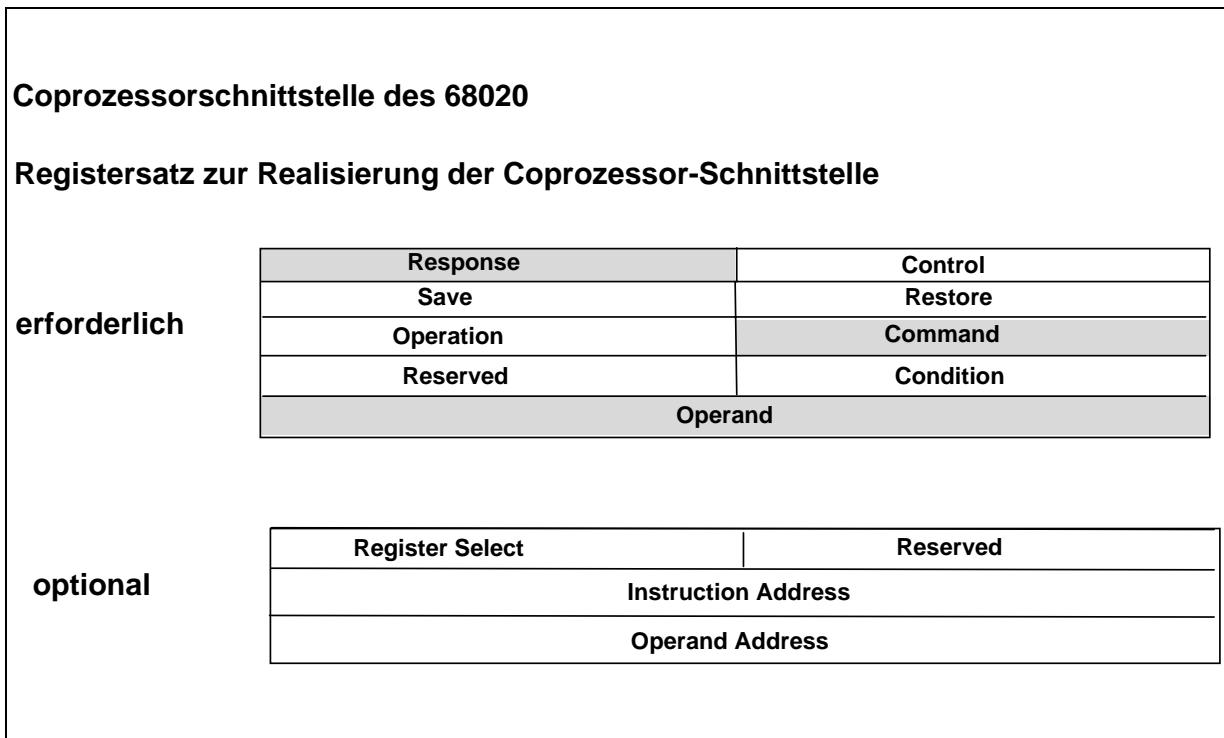 Coprozessorschnittstelle des 68020
Registersatz zur Realisierung der Coprozessor-Schnittstelle
erforderlich
Response Control
Save Restore
Operation Command
Reserved Condition
Operand
optional
Register Select Reserved
Instruction Address
Operand Address